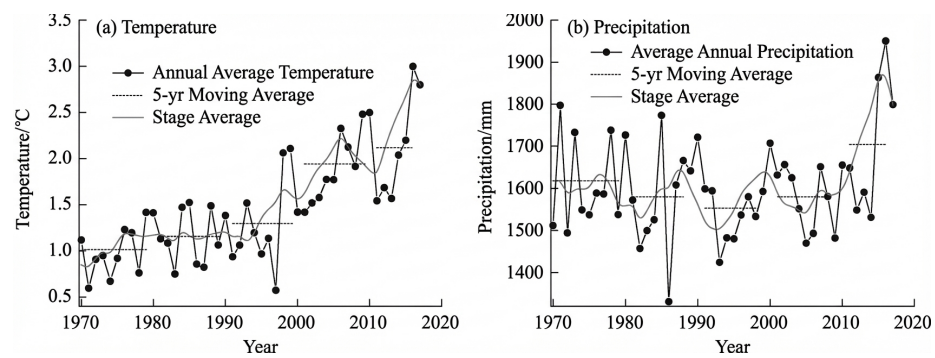 (a) Temperature
Annual Average Temperature
5-yr Moving Average
Stage Average
Temperature/℃
3.5
3.0
2.5
2.0
1.5
1.0
0.5
1970
1980
1990
2000
2010
2020
Year
(b) Precipitation
Average Annual Precipitation
5-yr Moving Average
Stage Average
Precipitation/mm
2000
1900
1800
1700
1600
1500
1400
1970
1980
1990
2000
2010
2020
Year